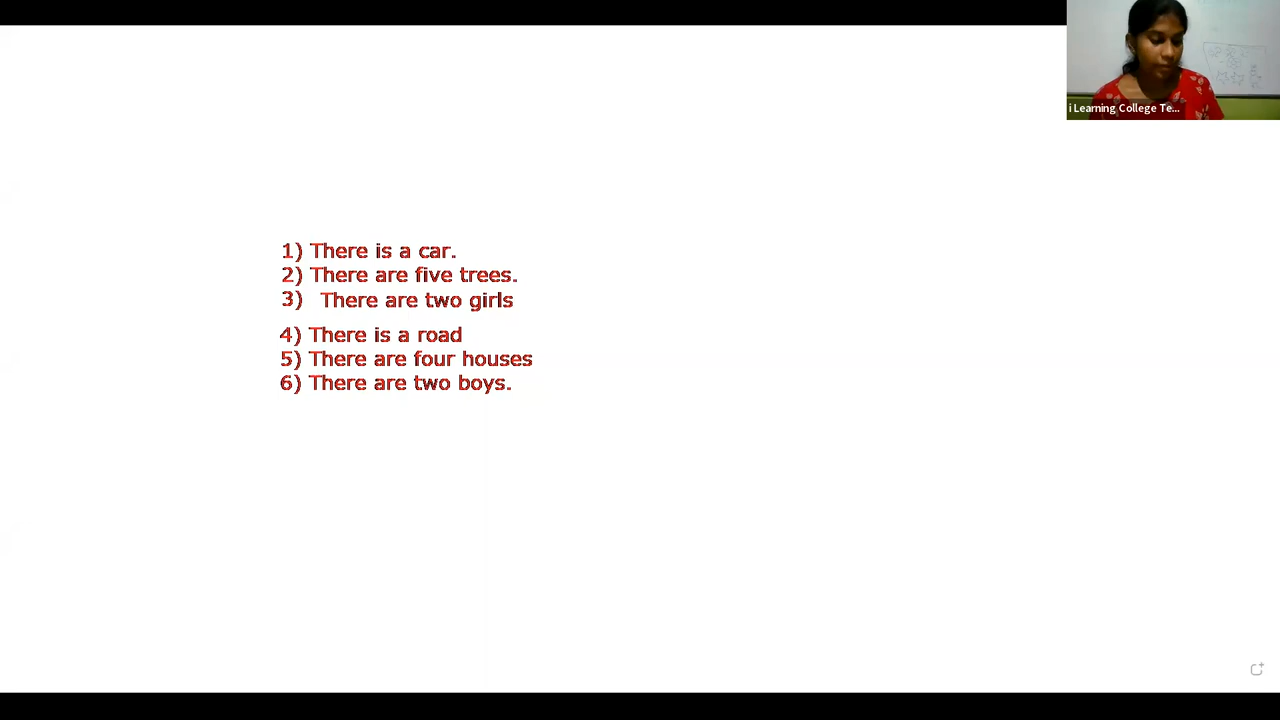 i Learning College Te...
1) There is a car.
2) There are five trees.
3) There are two girls
4) There is a road
5) There are four houses
6) There are two boys.